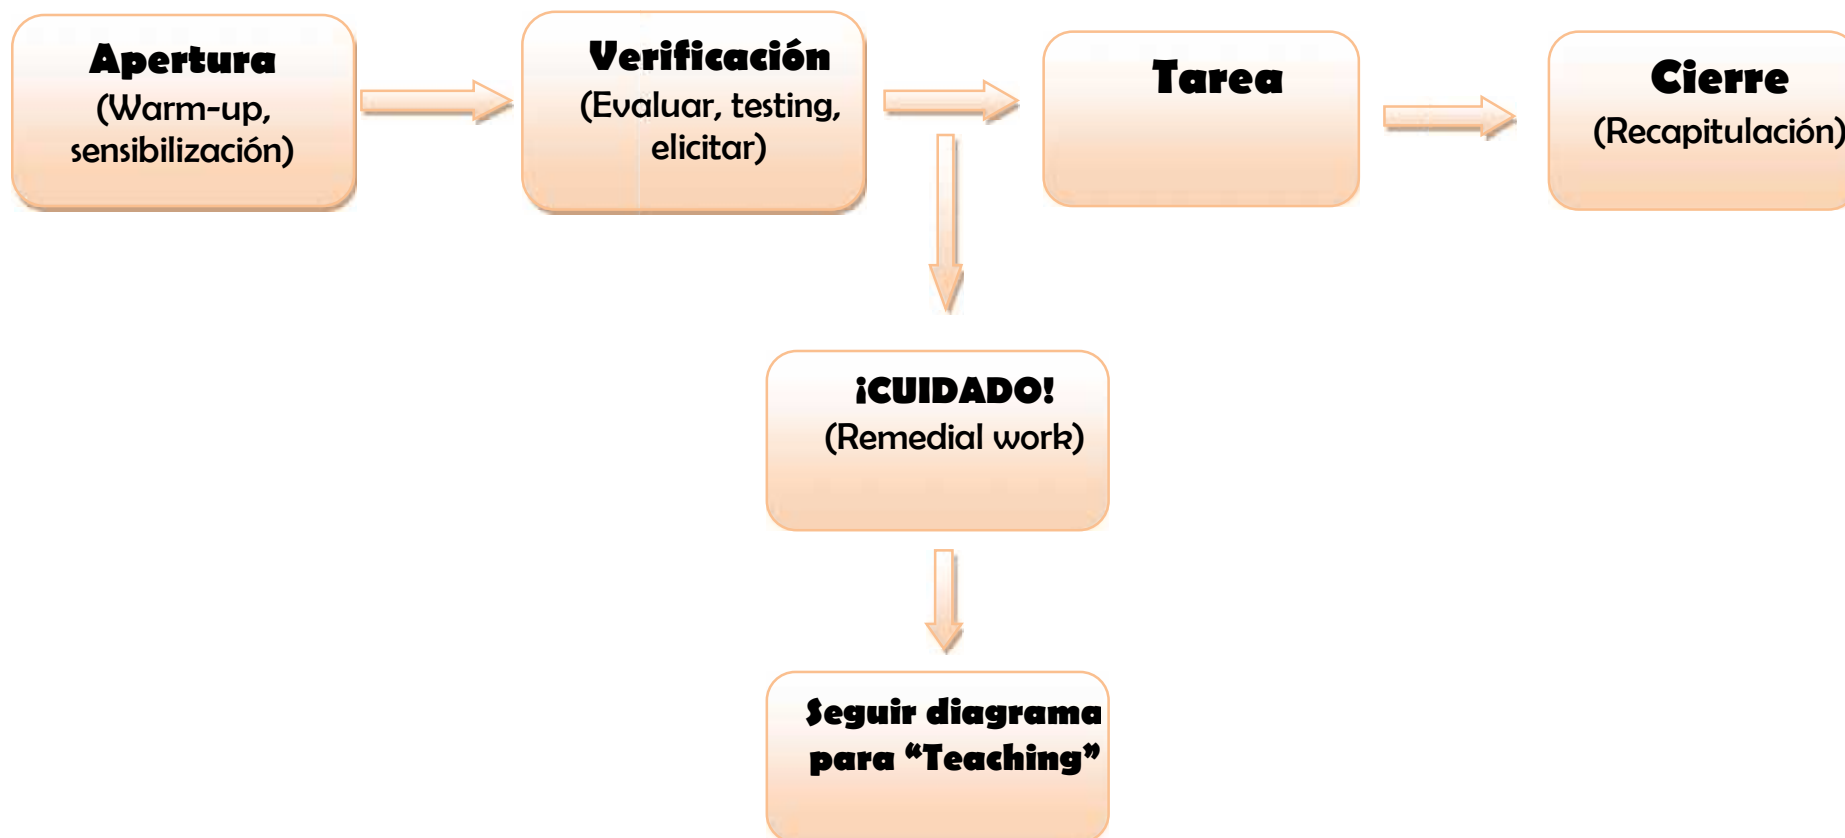 Apertura
(Warm-up,
sensibilización)
Verificación
(Evaluar, testing,
elicitar)
Tarea
Cierre
(Recapitulación)
¡CUIDADO!
(Remedial work)
Seguir diagrama
para “Teaching”